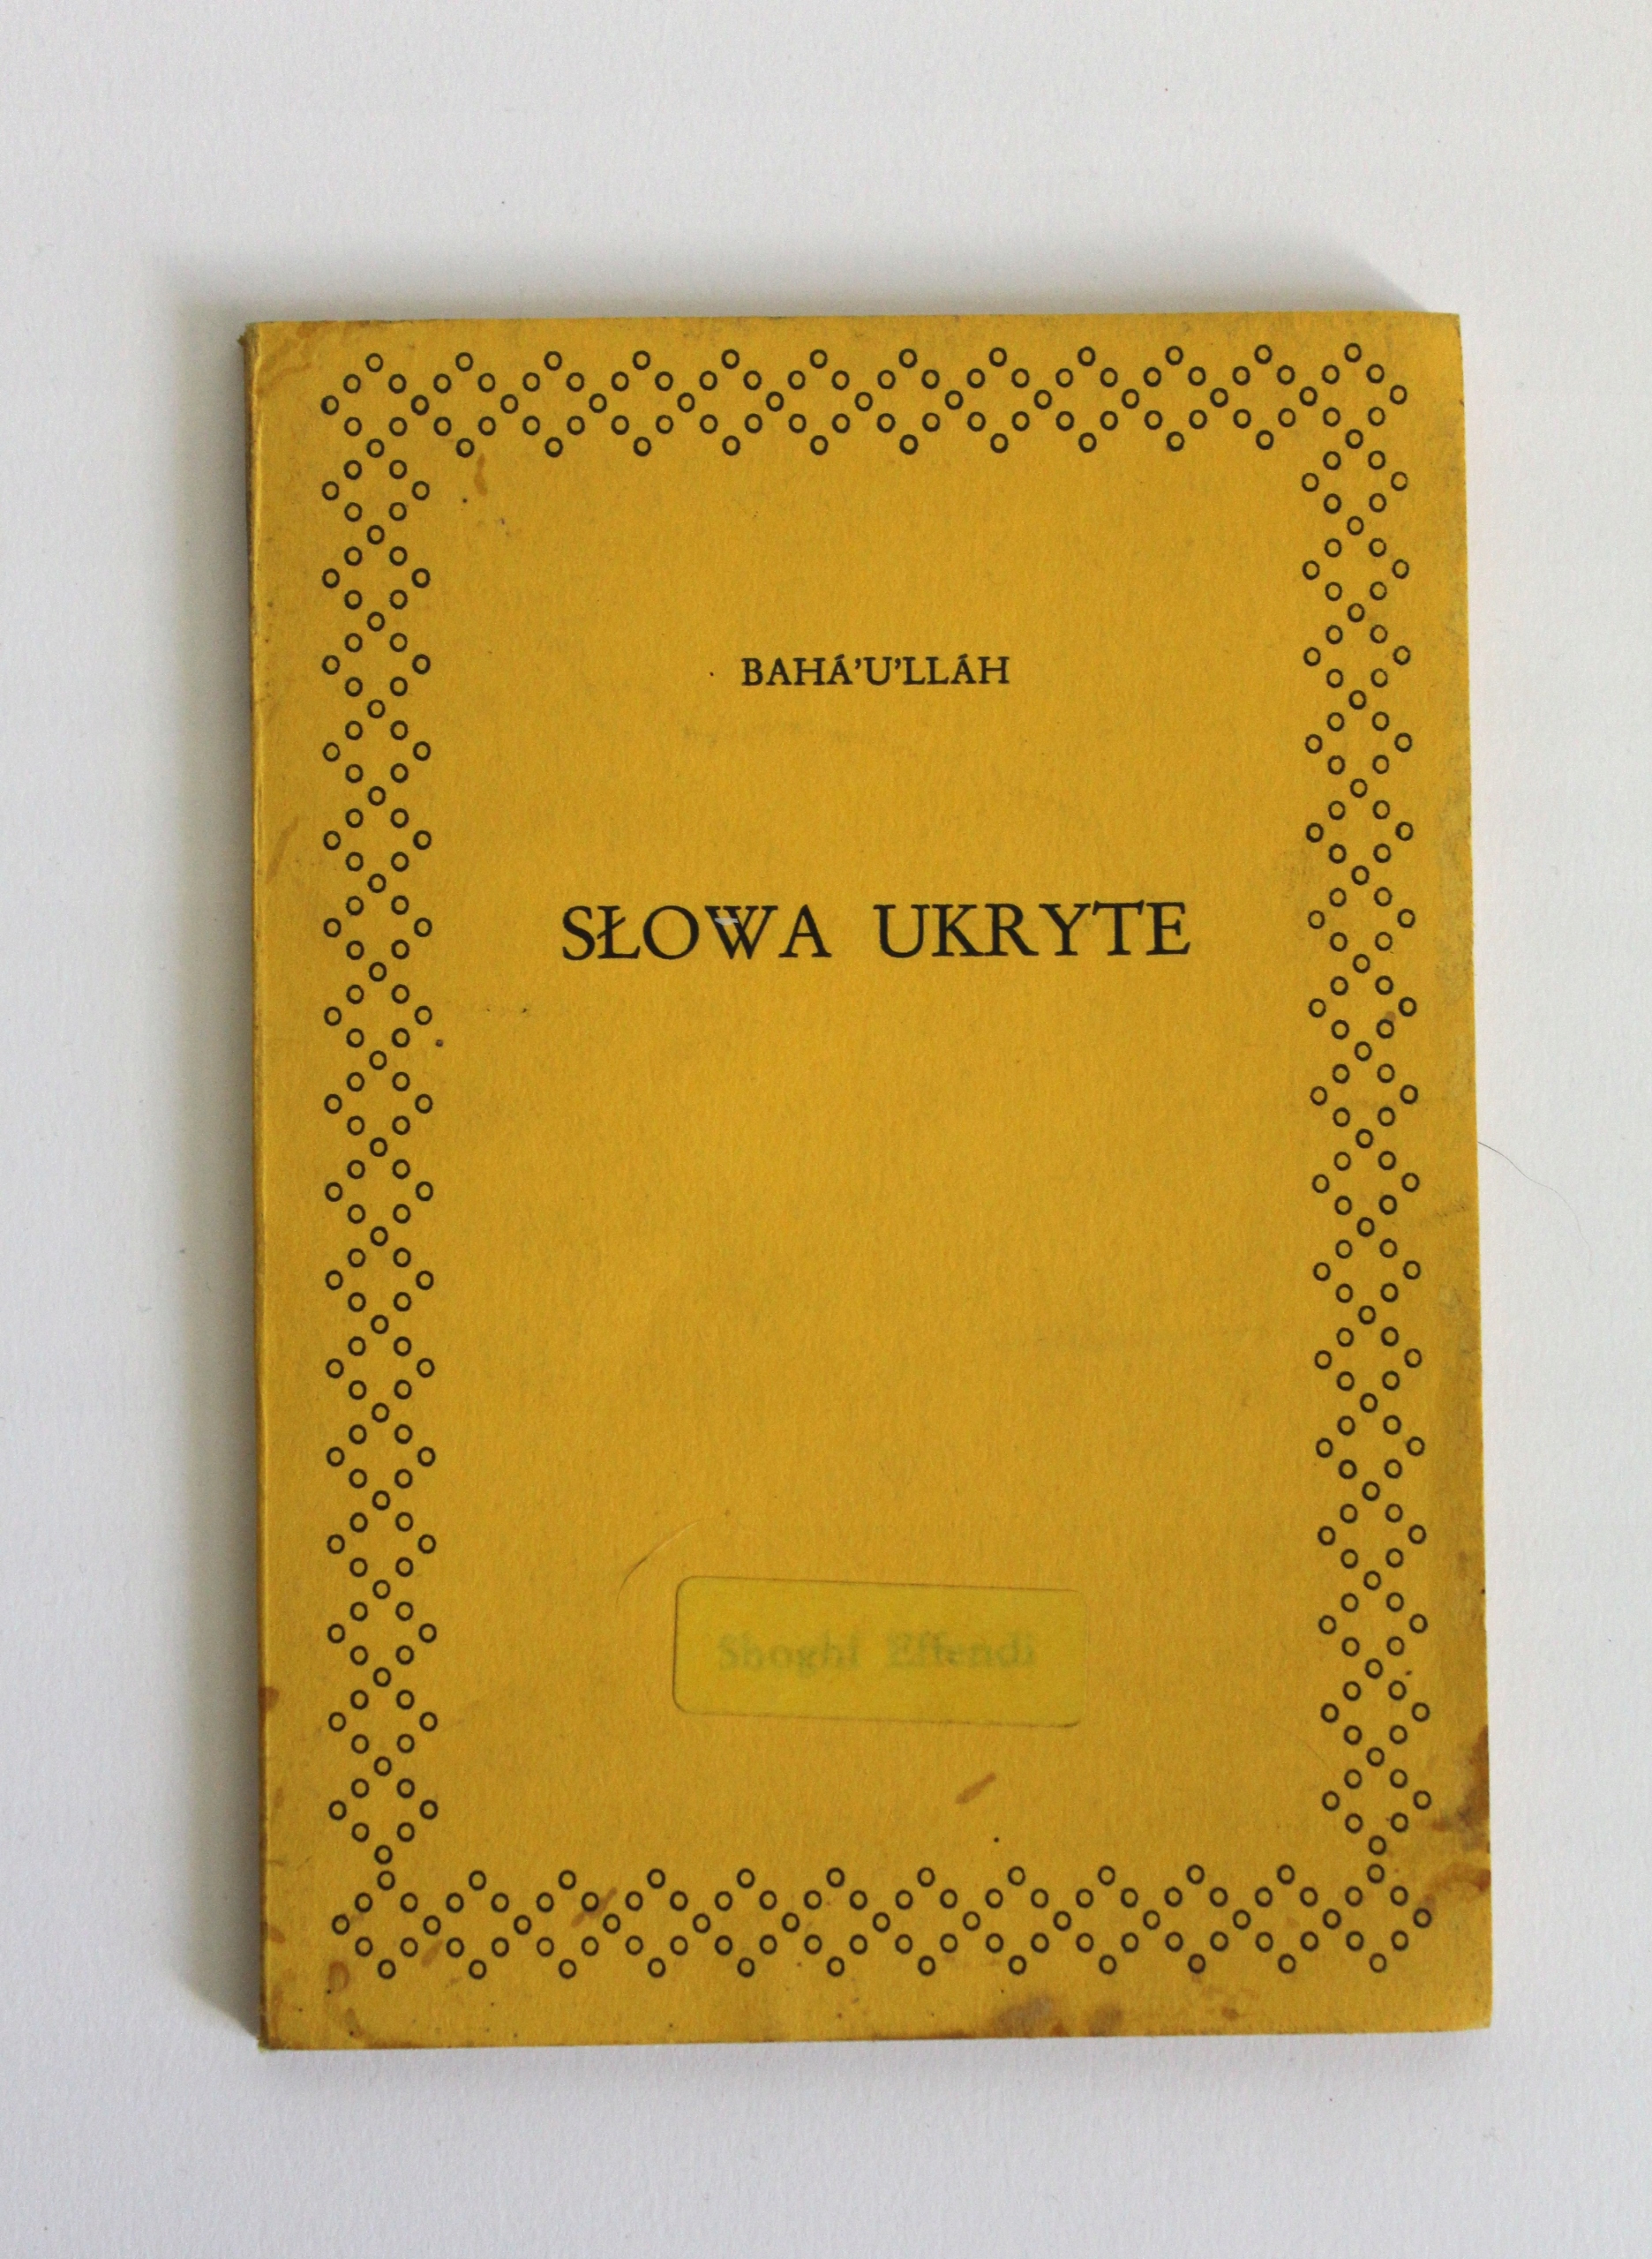 BAHÁ'U'LLÁH
SŁOWA UKRYTE
Shoghi Effendi